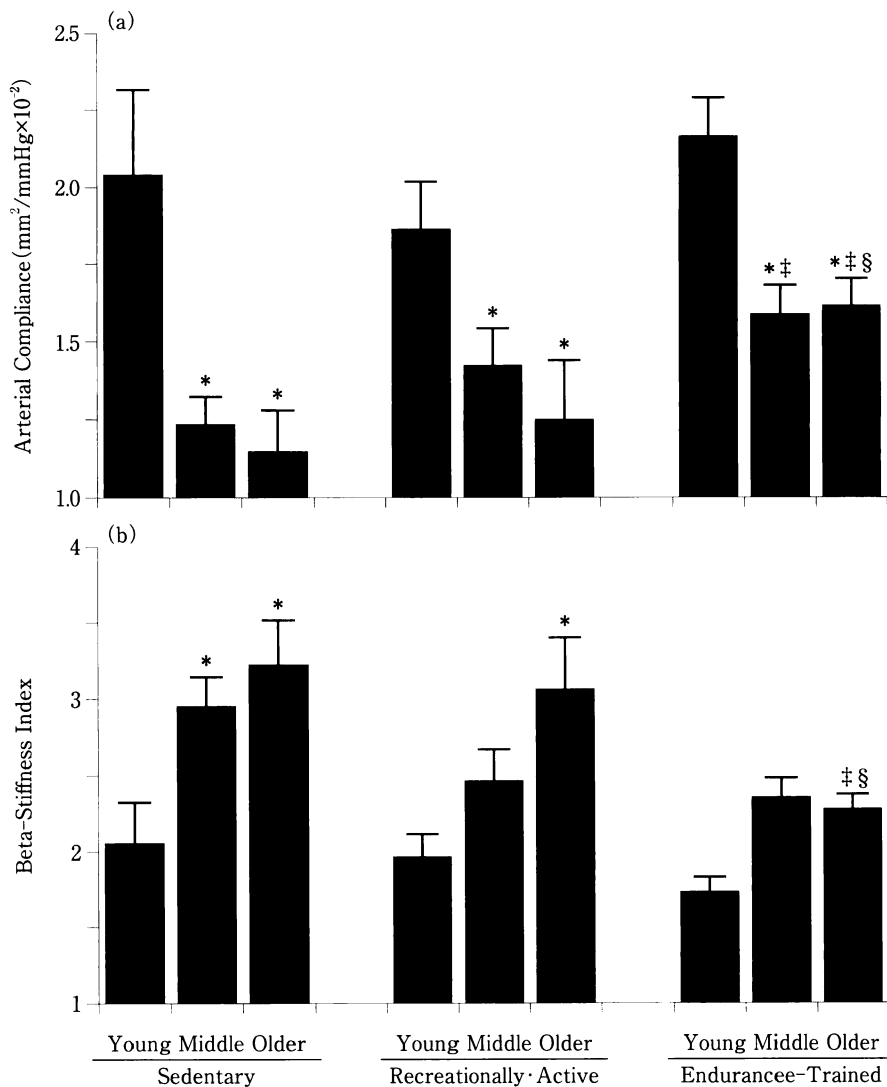 (a)
2.5
2.0
1.5
1.0
Arterial Compliance(mm²/mmHg×10⁻²)
*
*
*
*
*‡
*‡§
(b)
4
3
2
1
Beta-Stiffness Index
*
*
*
‡§
Young Middle Older
Young Middle Older
Young Middle Older
Sedentary
Recreationally·Active
Endurancee-Trained